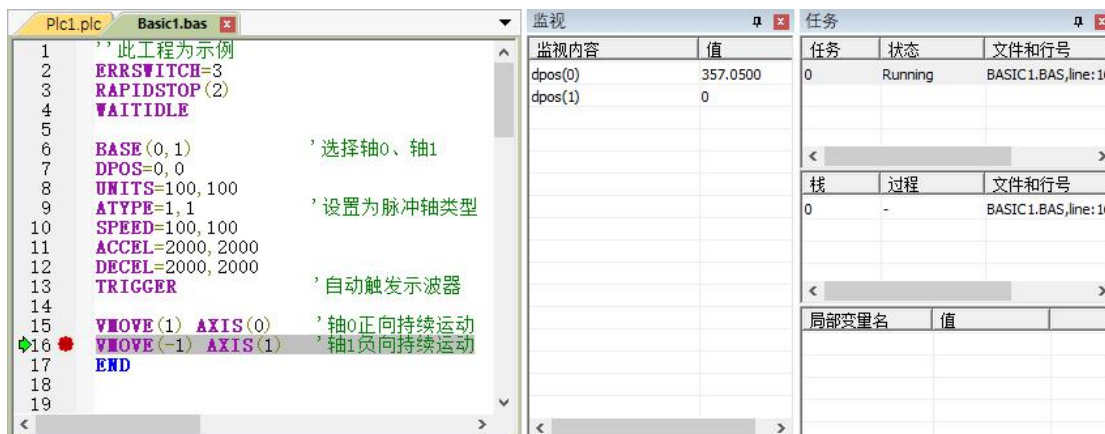 Plc1.plc Basic1.bas
1 ''此工程为示例
2 ERRSWITCH=3
3 RAPIDSTOP(2)
4 WAITIDLE
5
6 BASE(0,1) '选择轴0、轴1
7 DPOS=0,0
8 UNITS=100,100
9 ATYPE=1,1 '设置为脉冲轴类型
10 SPEED=100,100
11 ACCEL=2000,2000
12 DECEL=2000,2000
13 TRIGGER '自动触发示波器
14
15 VMOVE(1) AXIS(0) '轴0正向持续运动
16 VMOVE(-1) AXIS(1) '轴1负向持续运动
17 END
18
19
监视
监视内容 值
dpos(0) 357.0500
dpos(1) 0
任务
任务 状态 文件和行号
0 Running BASIC1.BAS,line:1
栈 过程 文件和行号
0 - BASIC1.BAS,line:1
局部变量名 值